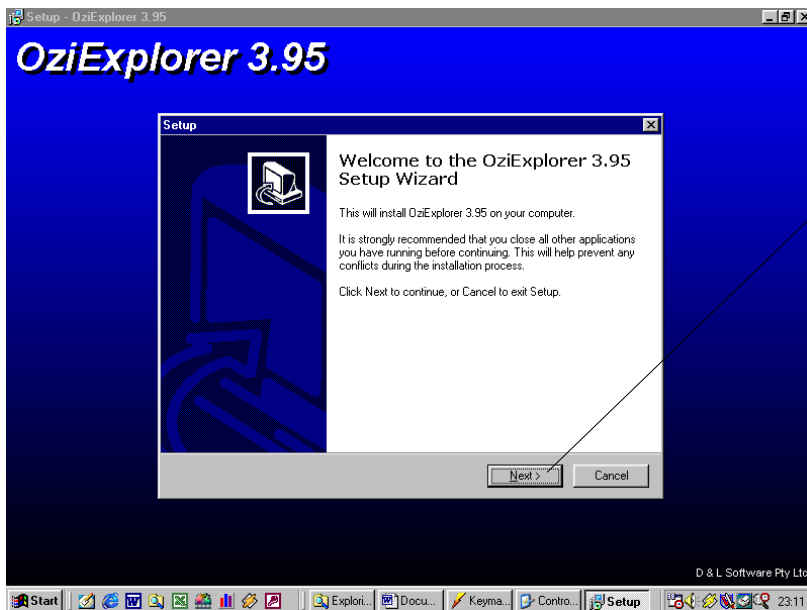 Setup - OziExplorer 3.95
OziExplorer 3.95
Setup
Welcome to the OziExplorer 3.95
Setup Wizard
This will install OziExplorer 3.95 on your computer.
It is strongly recommended that you close all other applications
you have running before continuing. This will help prevent any
conflicts during the installation process.
Click Next to continue, or Cancel to exit Setup.
Next >
Cancel
D & L Software Pty Ltd
Start
Explori...
Docu...
Keyma...
Contro...
Setup
23:11